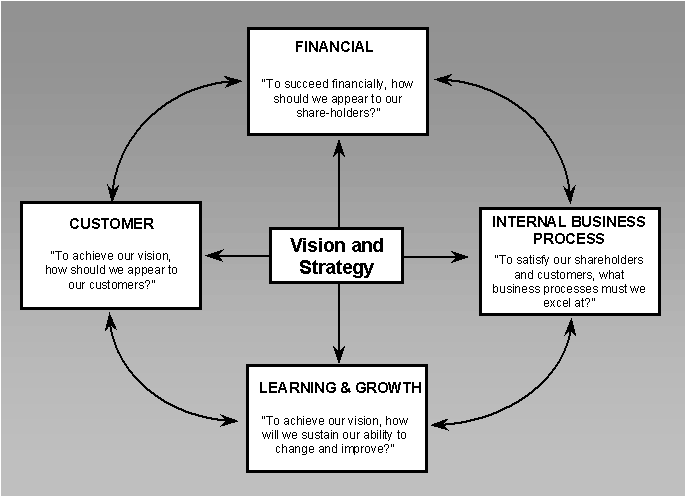 FINANCIAL
"To succeed financially, how
should we appear to our
share-holders?"
CUSTOMER
"To achieve our vision,
how should we appear to
our customers?"
Vision and
Strategy
INTERNAL BUSINESS
PROCESS
"To satisfy our shareholders
and customers, what
business processes must we
excel at?"
LEARNING & GROWTH
"To achieve our vision, how
will we sustain our ability to
change and improve?"